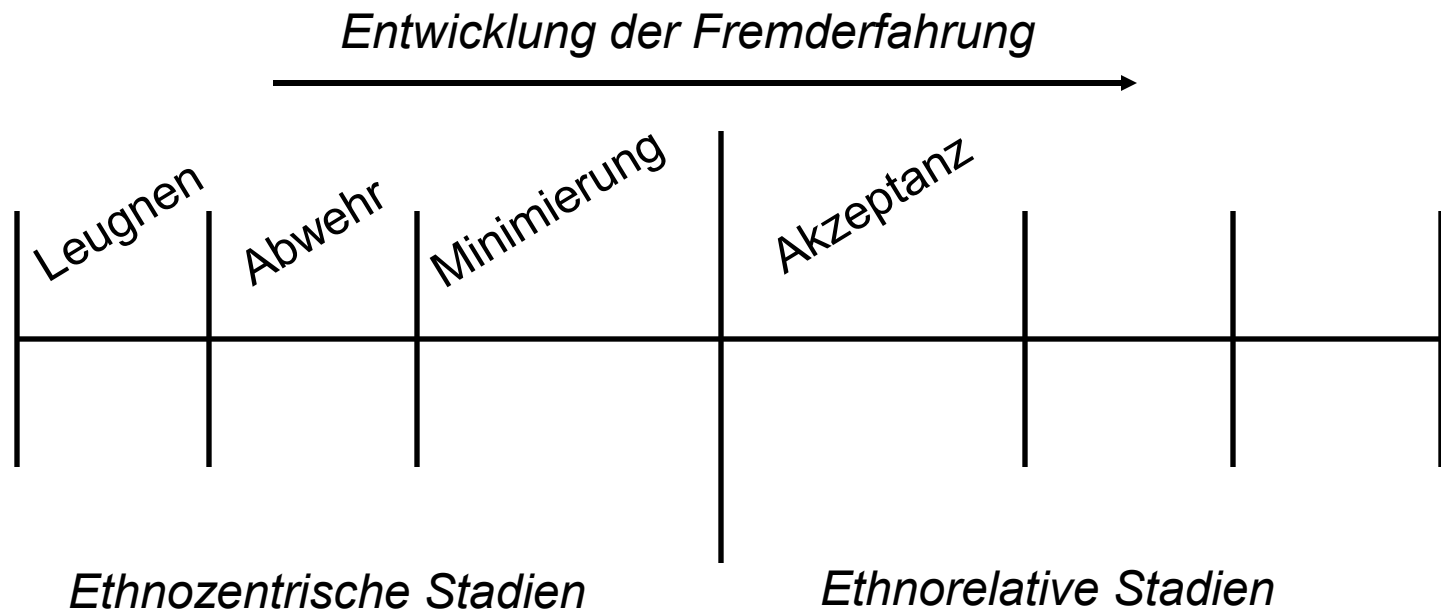 Entwicklung der Fremderfahrung
Leugnen
Abwehr
Minimierung
Akzeptanz
Ethnozentrische Stadien
Ethnorelative Stadien